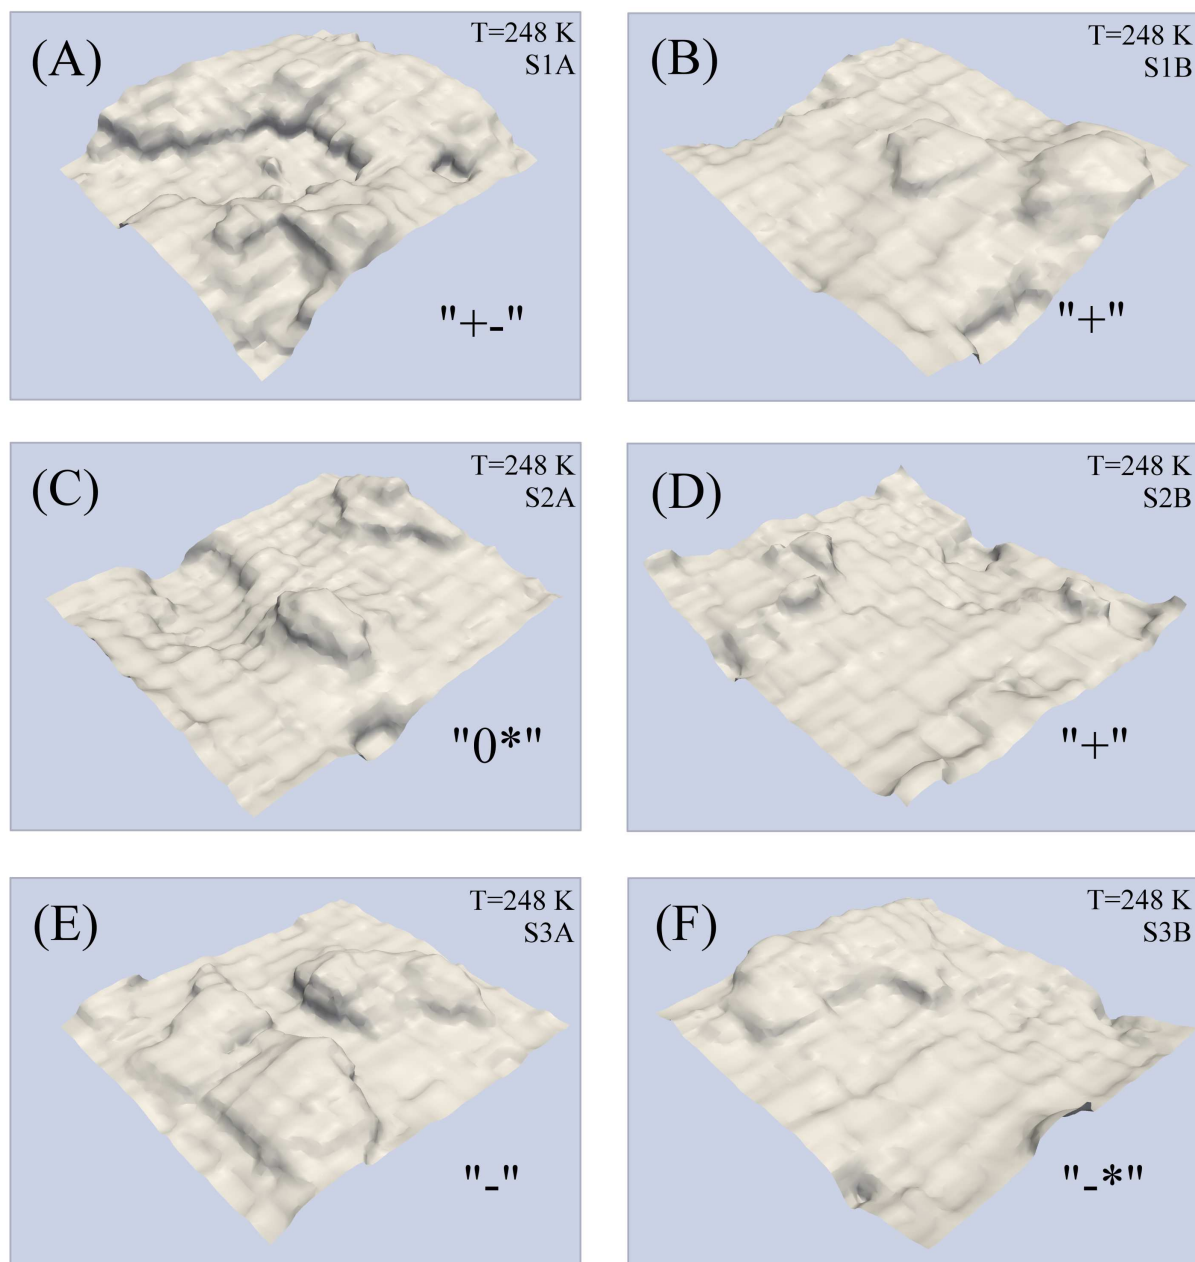 (A)
T=248 K
S1A
"+-"
(B)
T=248 K
S1B
"+"
(C)
T=248 K
S2A
"0*"
(D)
T=248 K
S2B
"+"
(E)
T=248 K
S3A
"-"
(F)
T=248 K
S3B
"-*"